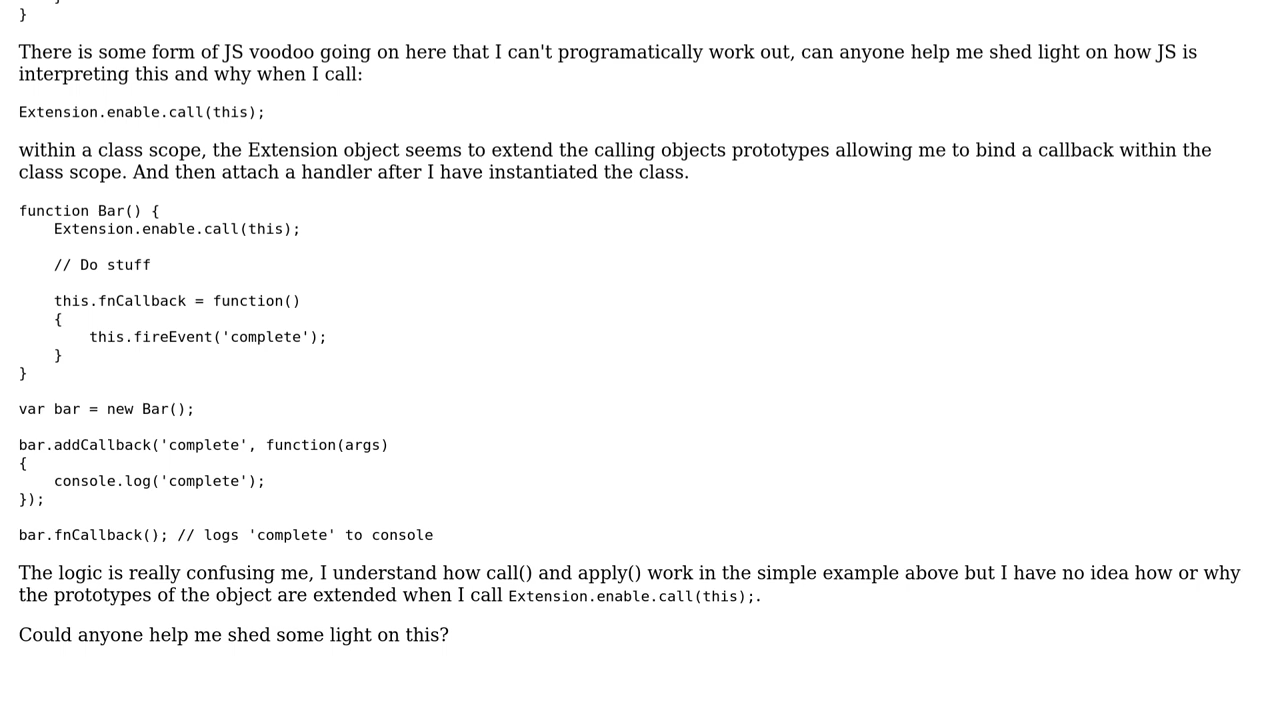 }
There is some form of JS voodoo going on here that I can't programatically work out, can anyone help me shed light on how JS is
interpreting this and why when I call:
Extension.enable.call(this);
within a class scope, the Extension object seems to extend the calling objects prototypes allowing me to bind a callback within the
class scope. And then attach a handler after I have instantiated the class.
function Bar() {
    Extension.enable.call(this);
    // Do stuff
    this.fnCallback = function()
    {
        this.fireEvent('complete');
    }
}
var bar = new Bar();
bar.addCallback('complete', function(args)
{
    console.log('complete');
});
bar.fnCallback(); // logs 'complete' to console
The logic is really confusing me, I understand how call() and apply() work in the simple example above but I have no idea how or why
the prototypes of the object are extended when I call Extension.enable.call(this);.
Could anyone help me shed some light on this?